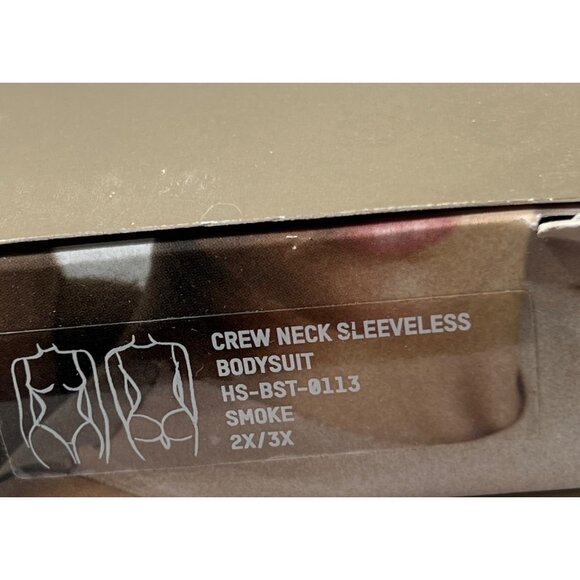 CREW NECK SLEEVELESS
BODYSUIT
HS-BST-0113
SMOKE
2X/3X